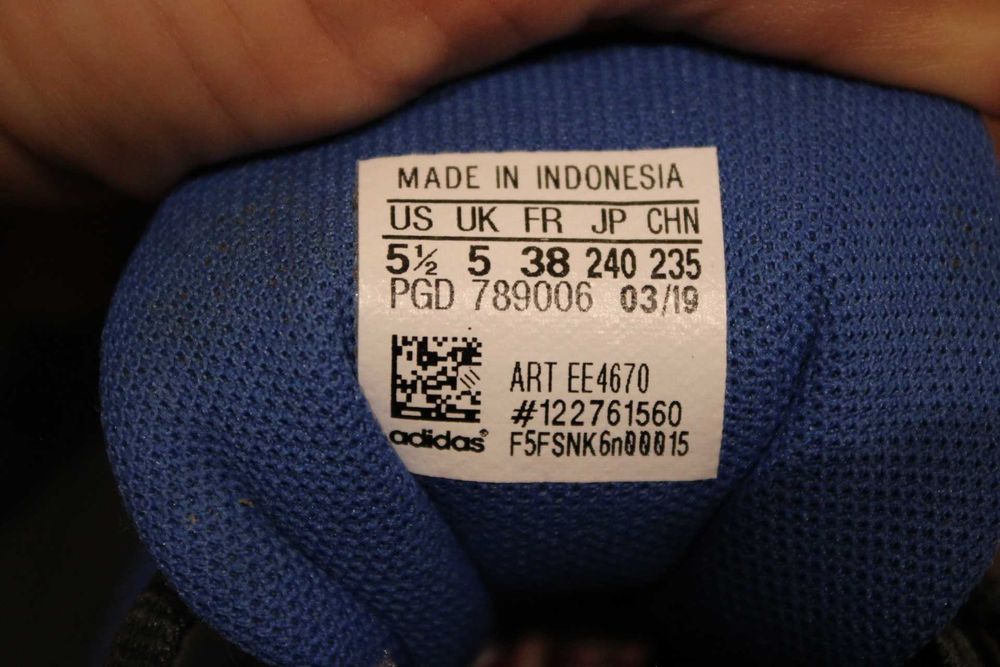 MADE IN INDONESIA
US UK FR JP CHN
5½ 5 38 240 235
PGD 789006 03/19
ART EE4670
#122761560
adidas®
F5FSNK6n00015